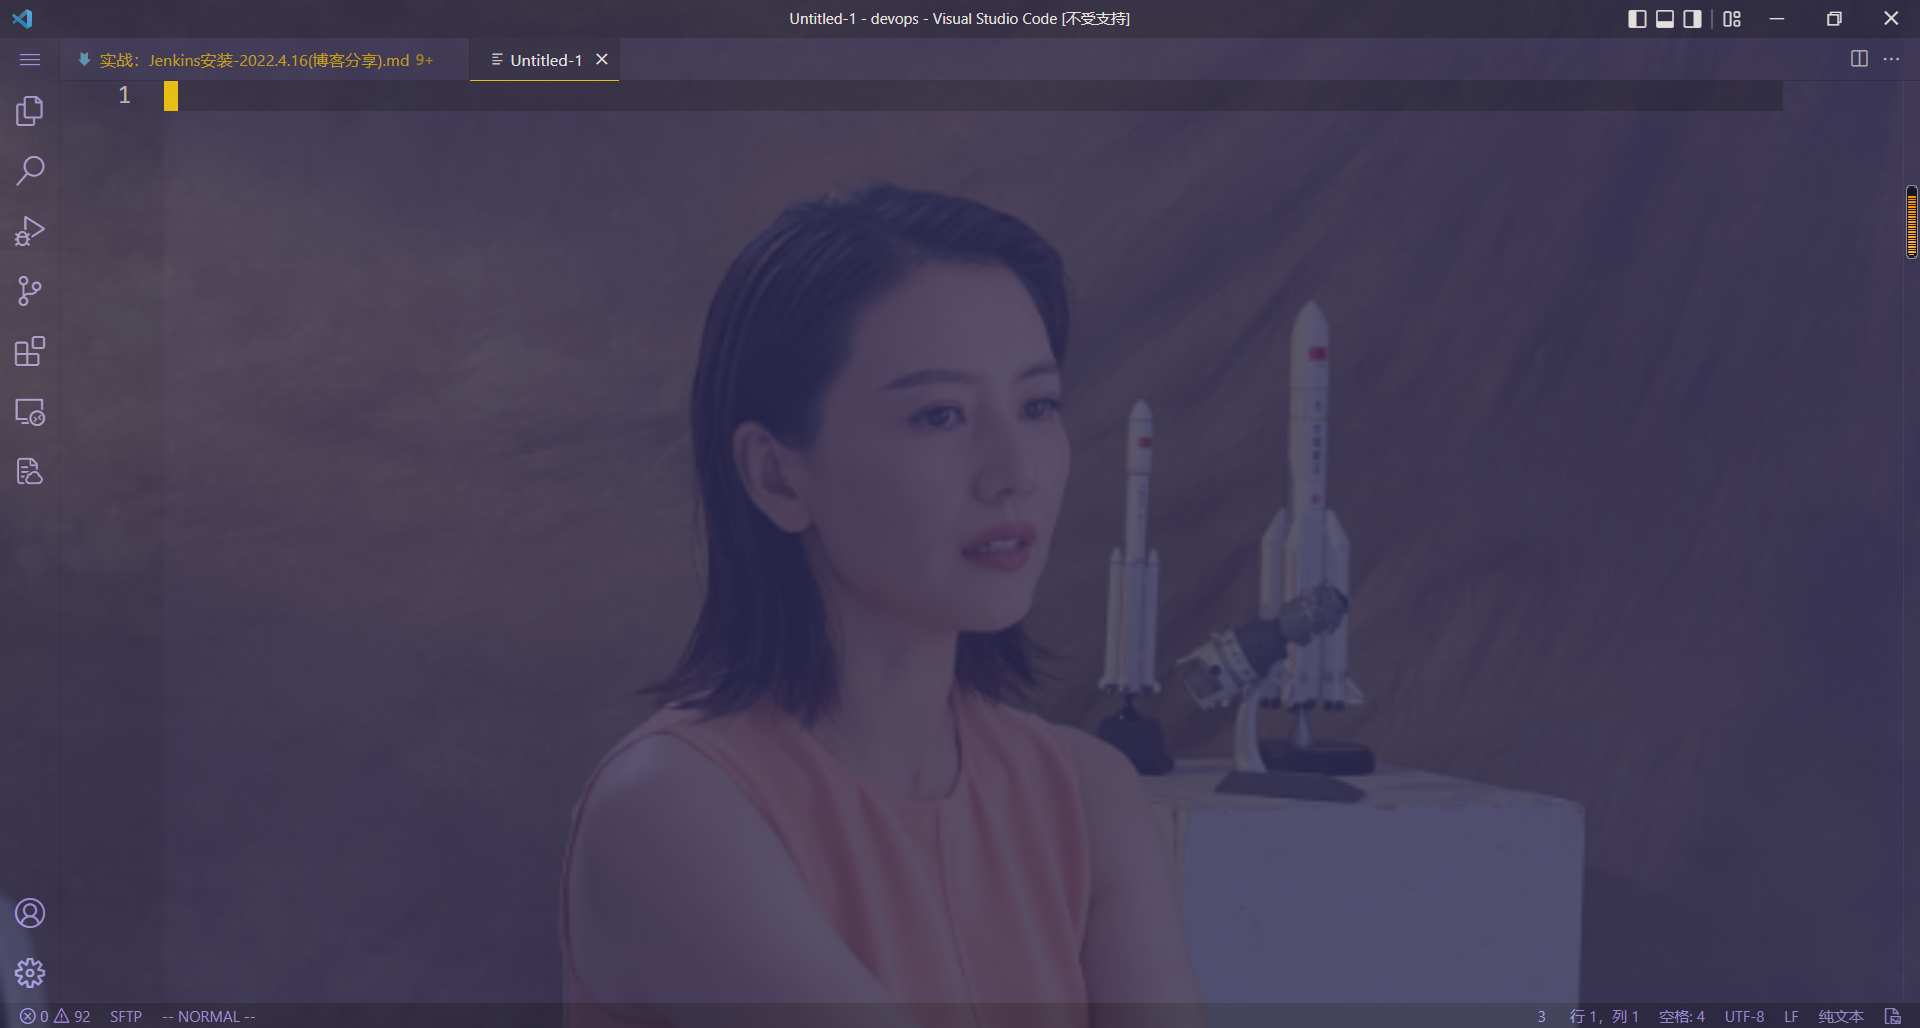 Untitled-1 - devops - Visual Studio Code [不受支持]
实战：Jenkins安装-2022.4.16(博客分享).md 9+
Untitled-1
1
0 92 SFTP -- NORMAL --
3 行 1，列 1 空格: 4 UTF-8 LF 纯文本